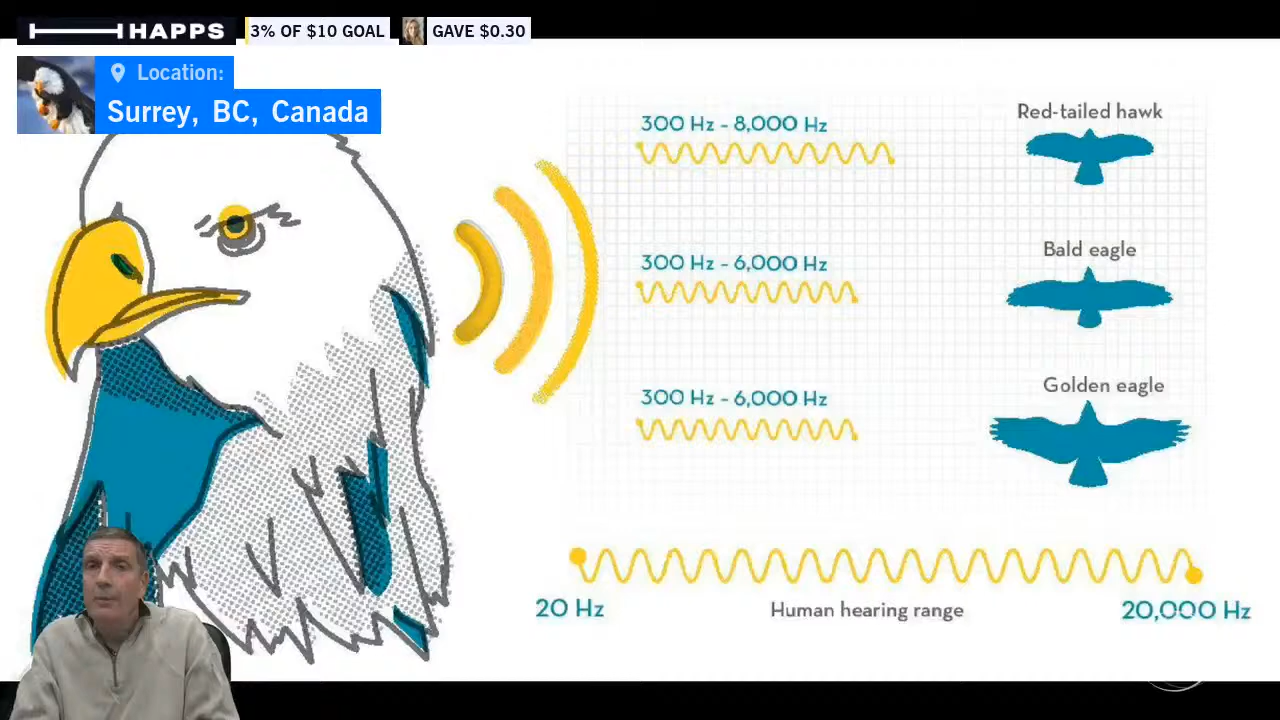 HAPPS
3% OF $10 GOAL
GAVE $0.30
Location:
Surrey, BC, Canada
300 Hz - 8,000 Hz
Red-tailed hawk
300 Hz - 6,000 Hz
Bald eagle
300 Hz - 6,000 Hz
Golden eagle
20 Hz
Human hearing range
20,000 Hz